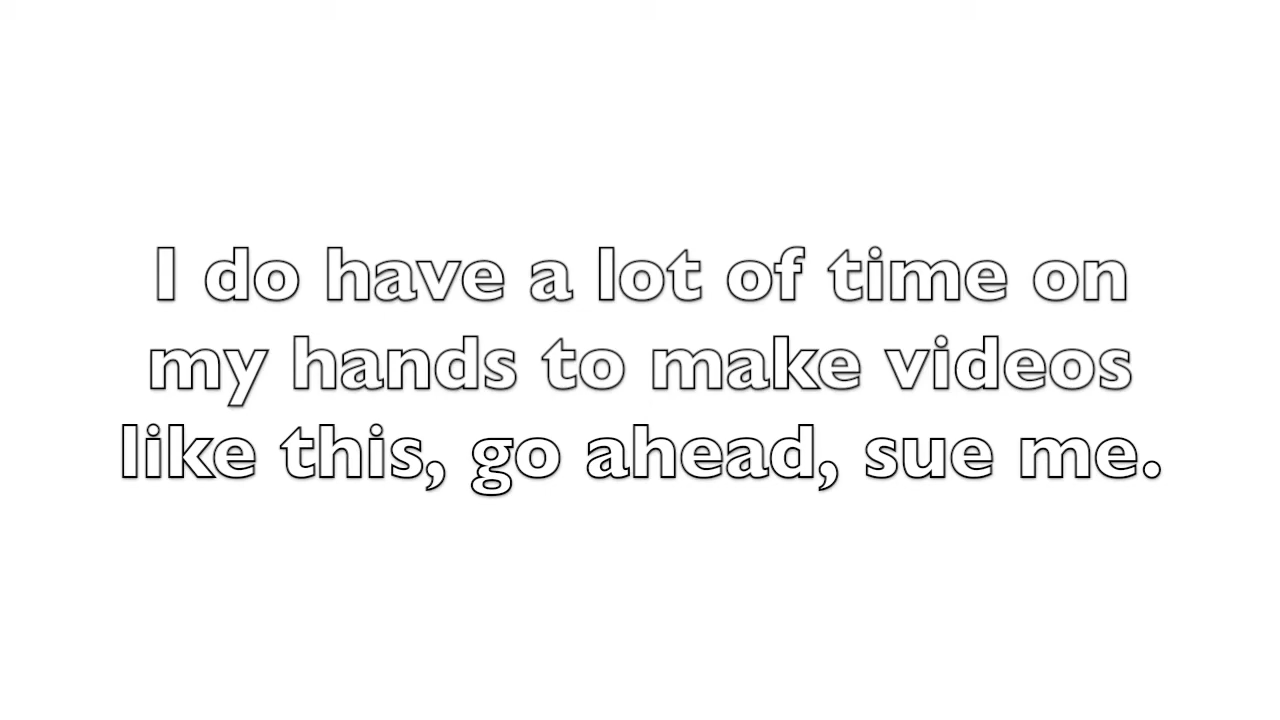 I do have a lot of time on
my hands to make videos
like this, go ahead, sue me.